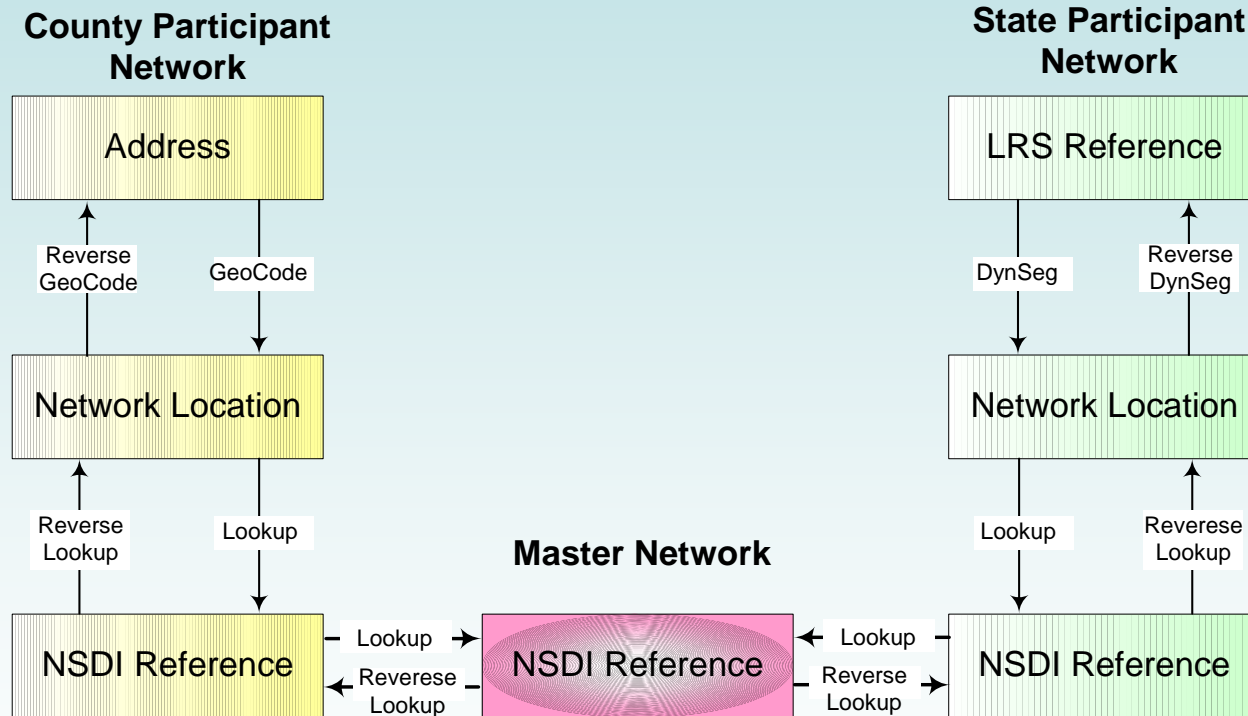 County Participant
Network
State Participant
Network
Address
LRS Reference
Reverse
GeoCode
GeoCode
DynSeg
Reverse
DynSeg
Network Location
Network Location
Reverse
Lookup
Lookup
Lookup
Reverese
Lookup
Master Network
NSDI Reference
Lookup
Reverese
Lookup
NSDI Reference
Lookup
Reverse
Lookup
NSDI Reference